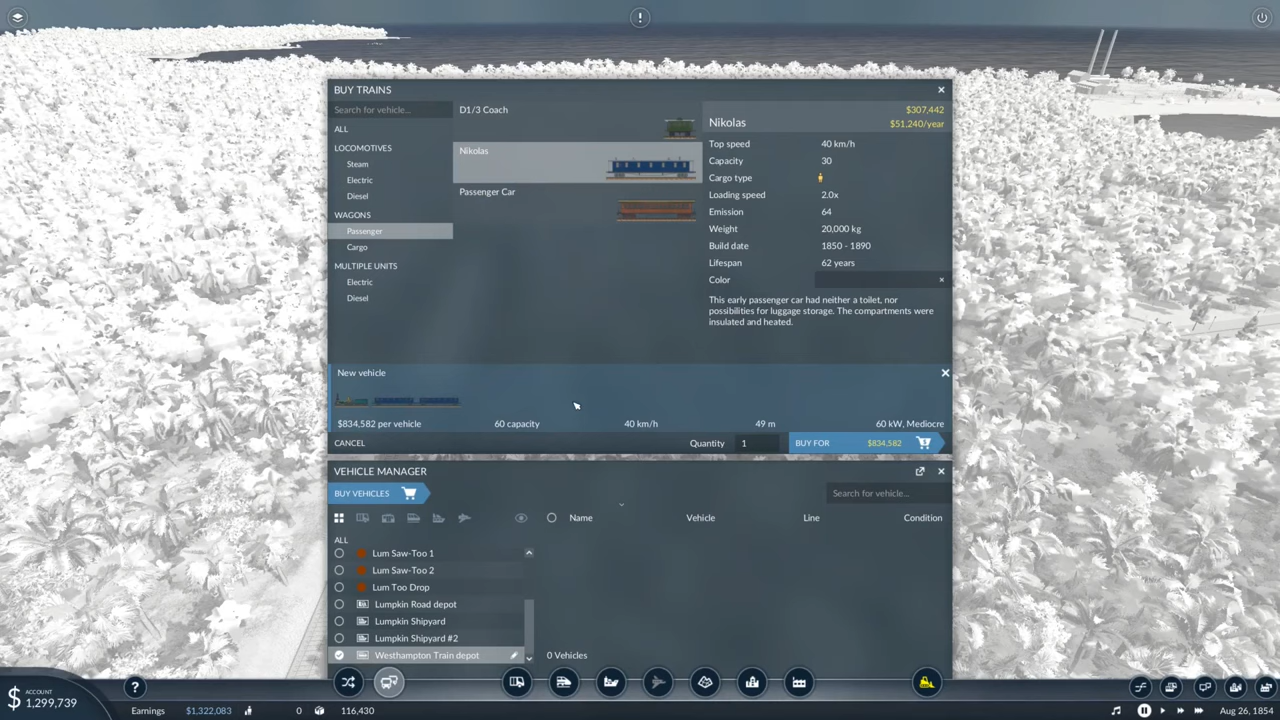 BUY TRAINS
Search for vehicle...
ALL
LOCOMOTIVES
Steam
Electric
Diesel
WAGONS
Passenger
Cargo
MULTIPLE UNITS
Electric
Diesel
D1/3 Coach
Nikolas
Passenger Car
Nikolas
$307,442
$51,240/year
Top speed 40 km/h
Capacity 30
Cargo type
Loading speed 2.0x
Emission 64
Weight 20,000 kg
Build date 1850 - 1890
Lifespan 62 years
Color
This early passenger car had neither a toilet, nor
possibilities for luggage storage. The compartments were
insulated and heated.
New vehicle
$834,582 per vehicle 60 capacity 40 km/h 49 m 60 kW, Mediocre
CANCEL Quantity 1 BUY FOR $834,582
VEHICLE MANAGER
BUY VEHICLES
Search for vehicle...
Name Vehicle Line Condition
ALL
Lum Saw-Too 1
Lum Saw-Too 2
Lum Too Drop
Lumpkin Road depot
Lumpkin Shipyard
Lumpkin Shipyard #2
Westhampton Train depot
0 Vehicles
$ ACCOUNT
1,299,739
Earnings $1,322,083 0 116,430
Aug 26, 1854